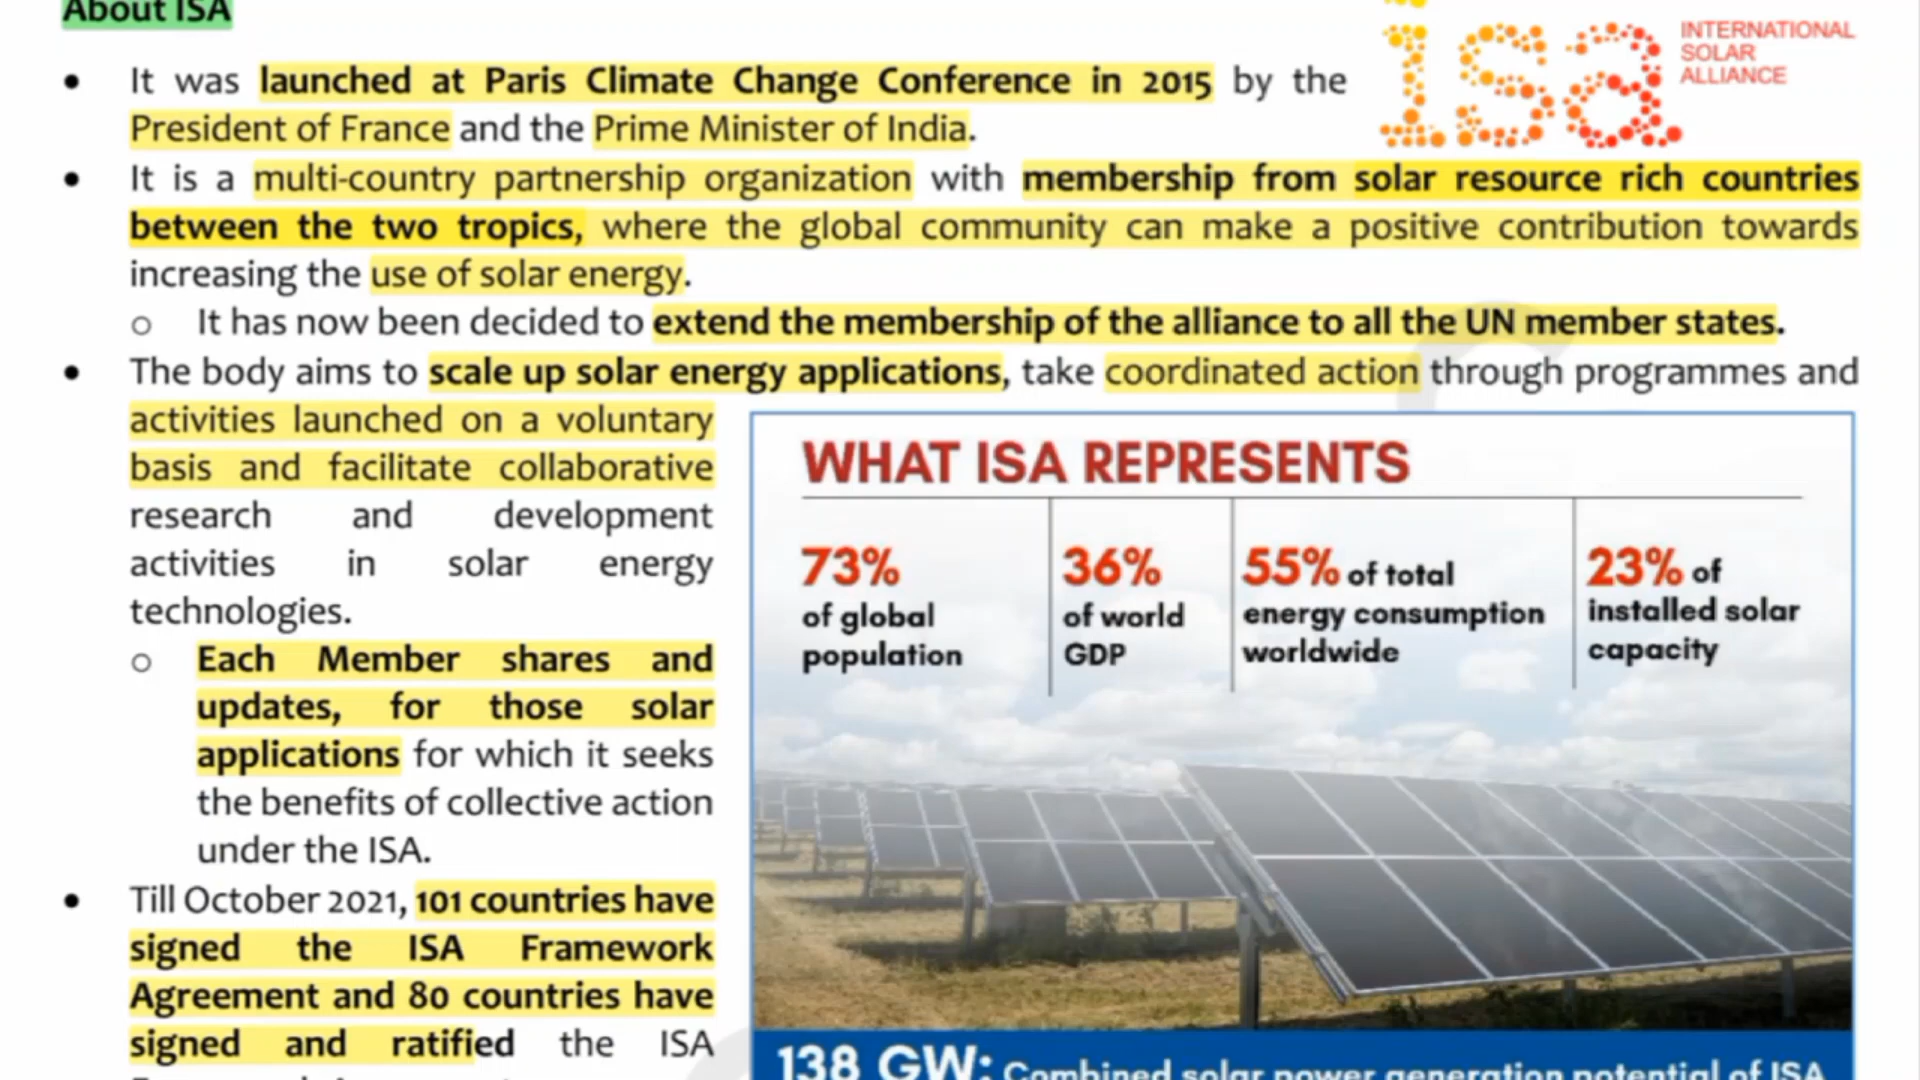 About ISA
isa
INTERNATIONAL
SOLAR
ALLIANCE
• It was launched at Paris Climate Change Conference in 2015 by the
President of France and the Prime Minister of India.
• It is a multi-country partnership organization with membership from solar resource rich countries
between the two tropics, where the global community can make a positive contribution towards
increasing the use of solar energy.
o It has now been decided to extend the membership of the alliance to all the UN member states.
• The body aims to scale up solar energy applications, take coordinated action through programmes and
activities launched on a voluntary
basis and facilitate collaborative
research and development
activities in solar energy
technologies.
o Each Member shares and
updates, for those solar
applications for which it seeks
the benefits of collective action
under the ISA.
• Till October 2021, 101 countries have
signed the ISA Framework
Agreement and 80 countries have
signed and ratified the ISA
WHAT ISA REPRESENTS
73%
of global
population
36%
of world
GDP
55% of total
energy consumption
worldwide
23% of
installed solar
capacity
138 GW: Combined solar power generation potential of ISA